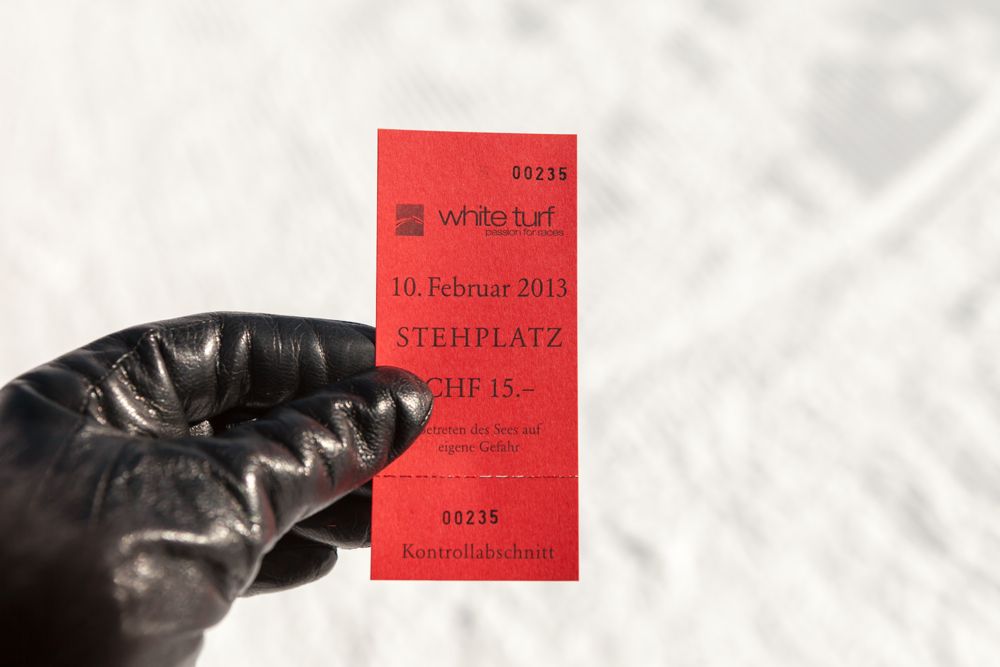 00235
white turf
passion for races
10. Februar 2013
STEHPLATZ
CHF 15.–
etreten des Sees auf
eigene Gefahr
00235
Kontrollabschnitt